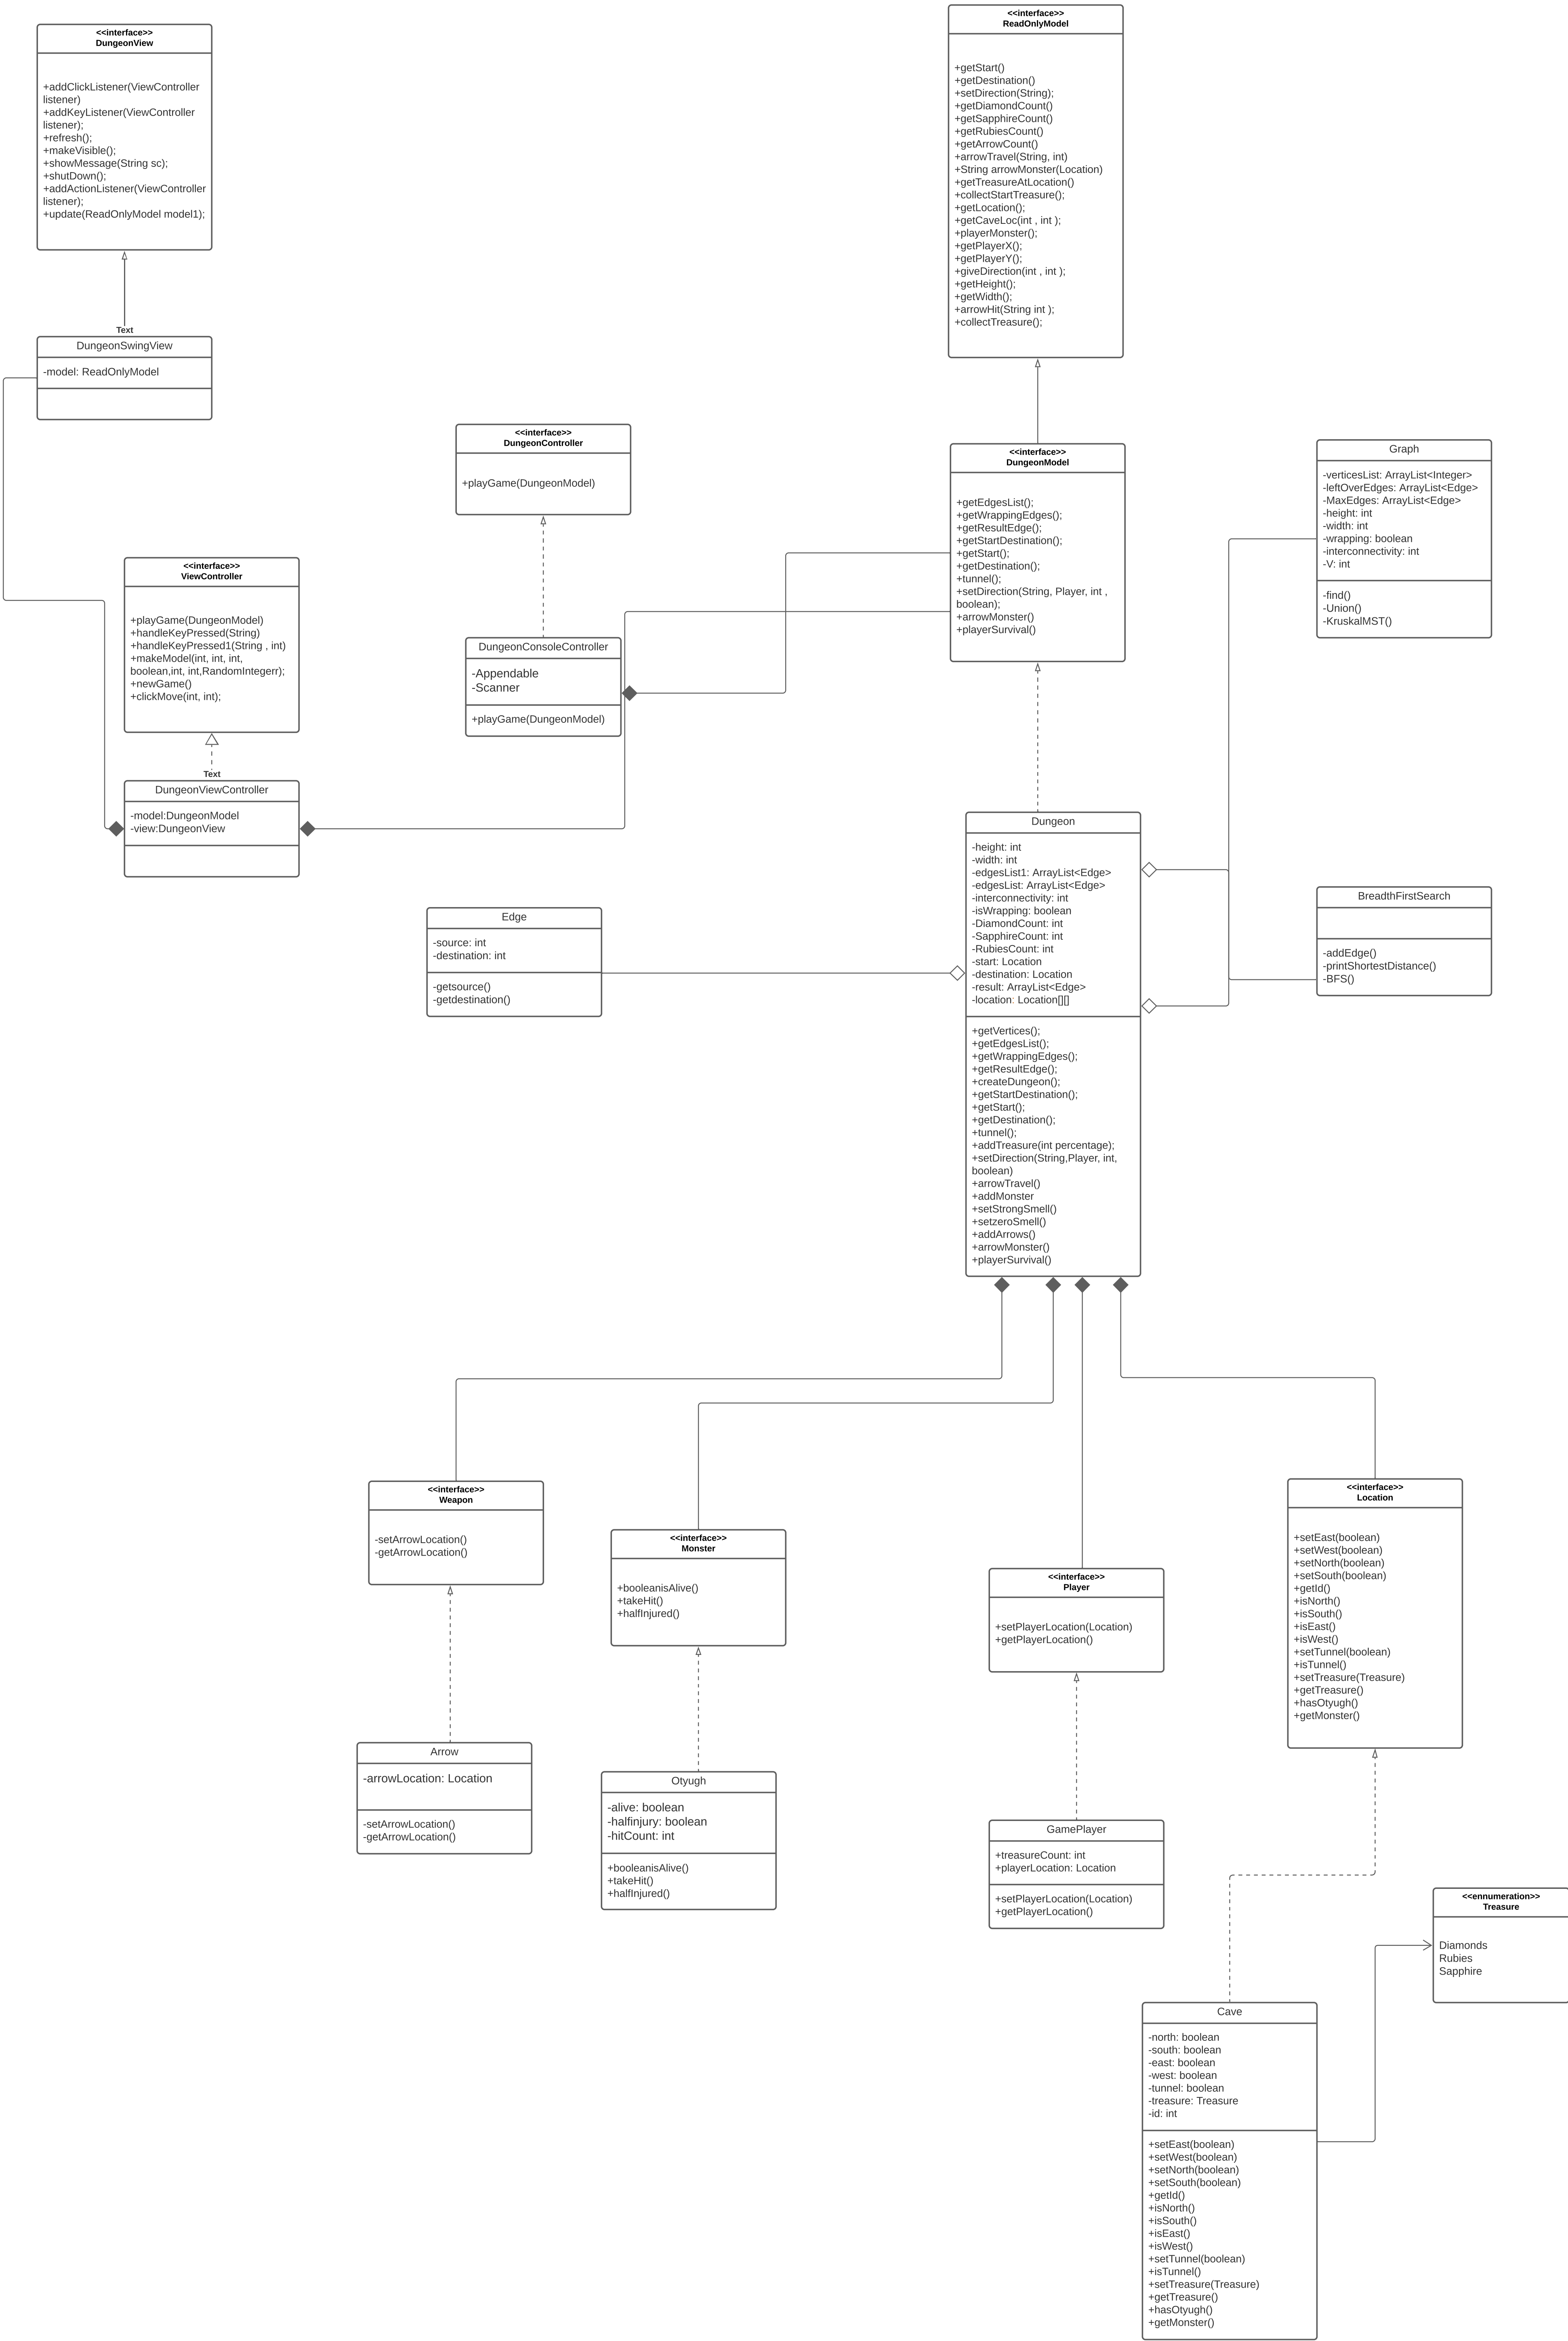 <<interface>>
DungeonView
+addClickListener(ViewController
listener)
+addKeyListener(ViewController
listener);
+refresh();
+makeVisible();
+showMessage(String sc);
+shutDown();
+addActionListener(ViewController
listener);
+update(ReadOnlyModel model1);
Text
DungeonSwingView
-model: ReadOnlyModel
<<interface>>
ReadOnlyModel
+getStart()
+getDestination()
+setDirection(String);
+getDiamondCount()
+getSapphireCount()
+getRubiesCount()
+getArrowCount()
+arrowTravel(String, int)
+String arrowMonster(Location)
+getTreasureAtLocation()
+collectStartTreasure();
+getLocation();
+getCaveLoc(int , int );
+playerMonster();
+getPlayerX();
+getPlayerY();
+giveDirection(int , int );
+getHeight();
+getWidth();
+arrowHit(String int );
+collectTreasure();
<<interface>>
DungeonController
+playGame(DungeonModel)
<<interface>>
DungeonModel
+getEdgesList();
+getWrappingEdges();
+getResultEdge();
+getStartDestination();
+getStart();
+getDestination();
+tunnel();
+setDirection(String, Player, int ,
boolean);
+arrowMonster()
+playerSurvival()
Graph
-verticesList: ArrayList<Integer>
-leftOverEdges: ArrayList<Edge>
-MaxEdges: ArrayList<Edge>
-height: int
-width: int
-wrapping: boolean
-interconnectivity: int
-V: int
-find()
-Union()
-KruskalMST()
<<interface>>
ViewController
+playGame(DungeonModel)
+handleKeyPressed(String)
+handleKeyPressed1(String , int)
+makeModel(int, int, int,
boolean,int, int,RandomIntegerr);
+newGame()
+clickMove(int, int);
DungeonConsoleController
-Appendable
-Scanner
+playGame(DungeonModel)
Text
DungeonViewController
-model:DungeonModel
-view:DungeonView
Dungeon
-height: int
-width: int
-edgesList1: ArrayList<Edge>
-edgesList: ArrayList<Edge>
-interconnectivity: int
-isWrapping: boolean
-DiamondCount: int
-SapphireCount: int
-RubiesCount: int
-start: Location
-destination: Location
-result: ArrayList<Edge>
-location: Location[][]
+getVertices();
+getEdgesList();
+getWrappingEdges();
+getResultEdge();
+createDungeon();
+getStartDestination();
+getStart();
+getDestination();
+tunnel();
+addTreasure(int percentage);
+setDirection(String,Player, int,
boolean)
+arrowTravel()
+addMonster
+setStrongSmell()
+setzeroSmell()
+addArrows()
+arrowMonster()
+playerSurvival()
Edge
-source: int
-destination: int
-getsource()
-getdestination()
BreadthFirstSearch
-addEdge()
-printShortestDistance()
-BFS()
<<interface>>
Weapon
-setArrowLocation()
-getArrowLocation()
<<interface>>
Monster
+booleanisAlive()
+takeHit()
+halfInjured()
<<interface>>
Player
+setPlayerLocation(Location)
+getPlayerLocation()
<<interface>>
Location
+setEast(boolean)
+setWest(boolean)
+setNorth(boolean)
+setSouth(boolean)
+getId()
+isNorth()
+isSouth()
+isEast()
+isWest()
+setTunnel(boolean)
+isTunnel()
+setTreasure(Treasure)
+getTreasure()
+hasOtyugh()
+getMonster()
Arrow
-arrowLocation: Location
-setArrowLocation()
-getArrowLocation()
Otyugh
-alive: boolean
-halfinjury: boolean
-hitCount: int
+booleanisAlive()
+takeHit()
+halfInjured()
GamePlayer
+treasureCount: int
+playerLocation: Location
+setPlayerLocation(Location)
+getPlayerLocation()
<<ennumeration>>
Treasure
Diamonds
Rubies
Sapphire
Cave
-north: boolean
-south: boolean
-east: boolean
-west: boolean
-tunnel: boolean
-treasure: Treasure
-id: int
+setEast(boolean)
+setWest(boolean)
+setNorth(boolean)
+setSouth(boolean)
+getId()
+isNorth()
+isSouth()
+isEast()
+isWest()
+setTunnel(boolean)
+isTunnel()
+setTreasure(Treasure)
+getTreasure()
+hasOtyugh()
+getMonster()